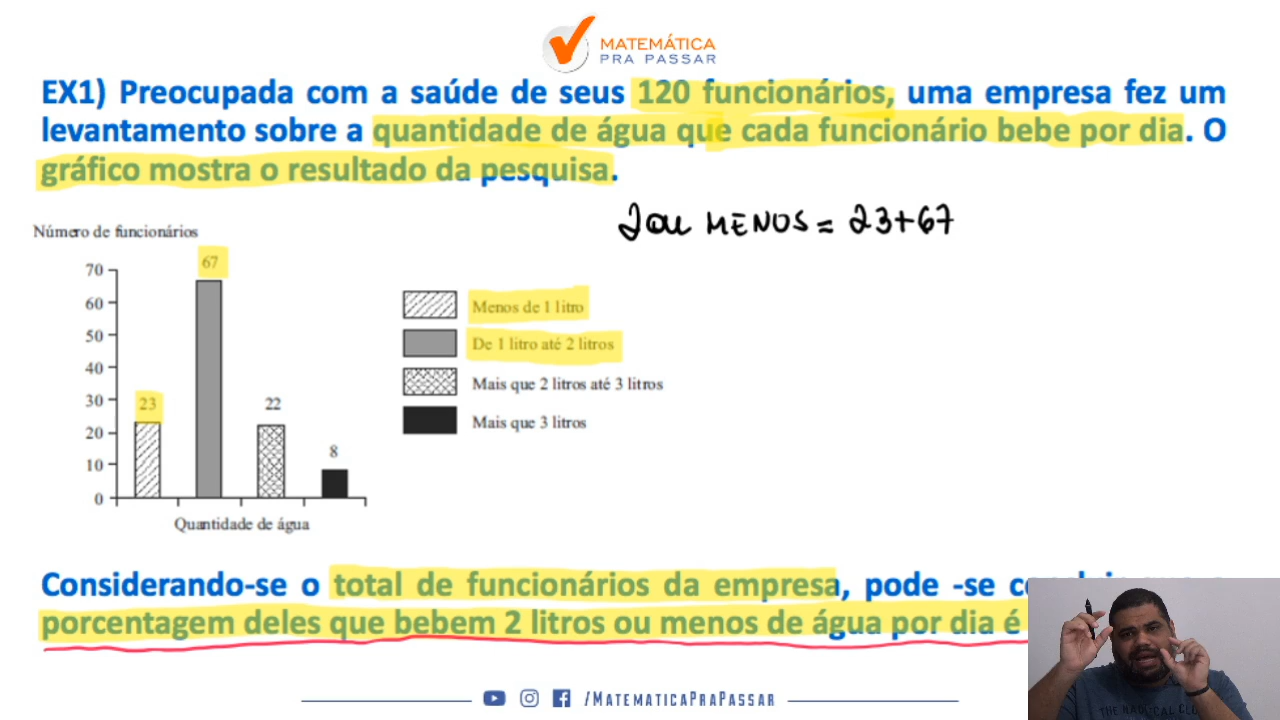 MATEMÁTICA
PRA PASSAR
EX1) Preocupada com a saúde de seus 120 funcionários, uma empresa fez um
levantamento sobre a quantidade de água que cada funcionário bebe por dia. O
gráfico mostra o resultado da pesquisa.
2 ou MENOS = 23+67
Número de funcionários
70
60
50
40
30
20
10
0
23
67
22
8
Quantidade de água
Menos de 1 litro
De 1 litro até 2 litros
Mais que 2 litros até 3 litros
Mais que 3 litros
Considerando-se o total de funcionários da empresa, pode -se
porcentagem deles que bebem 2 litros ou menos de água por dia é
/MATEMATICAPRAPASSAR